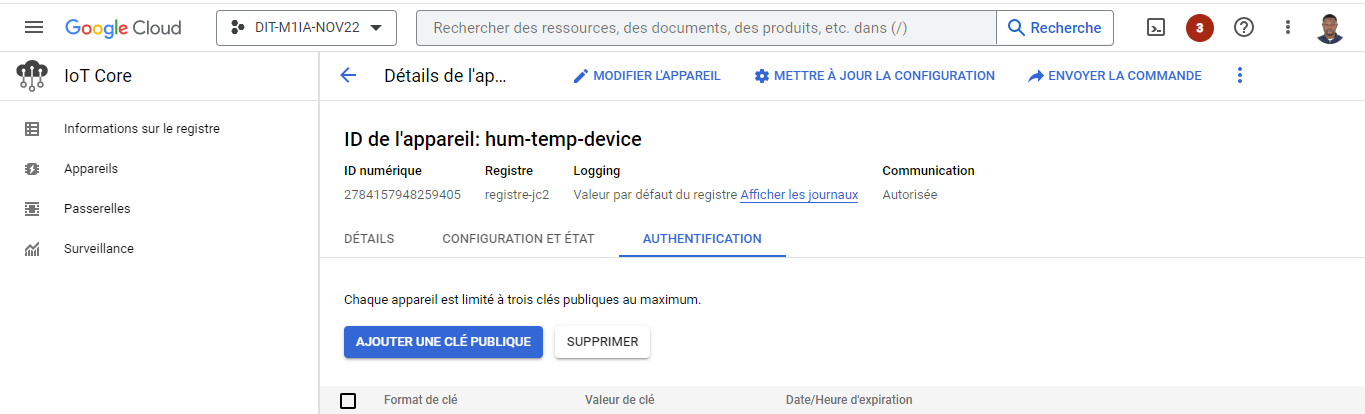 Google Cloud
DIT-M1IA-NOV22
Rechercher des ressources, des documents, des produits, etc. dans (/)
Recherche
3
IoT Core
Détails de l'ap...
MODIFIER L'APPAREIL
METTRE À JOUR LA CONFIGURATION
ENVOYER LA COMMANDE
Informations sur le registre
Appareils
Passerelles
Surveillance
ID de l'appareil: hum-temp-device
ID numérique Registre Logging Communication
2784157948259405 registre-jc2 Valeur par défaut du registre Afficher les journaux Autorisée
DÉTAILS CONFIGURATION ET ÉTAT AUTHENTIFICATION
Chaque appareil est limité à trois clés publiques au maximum.
AJOUTER UNE CLÉ PUBLIQUE SUPPRIMER
Format de clé Valeur de clé Date/Heure d'expiration